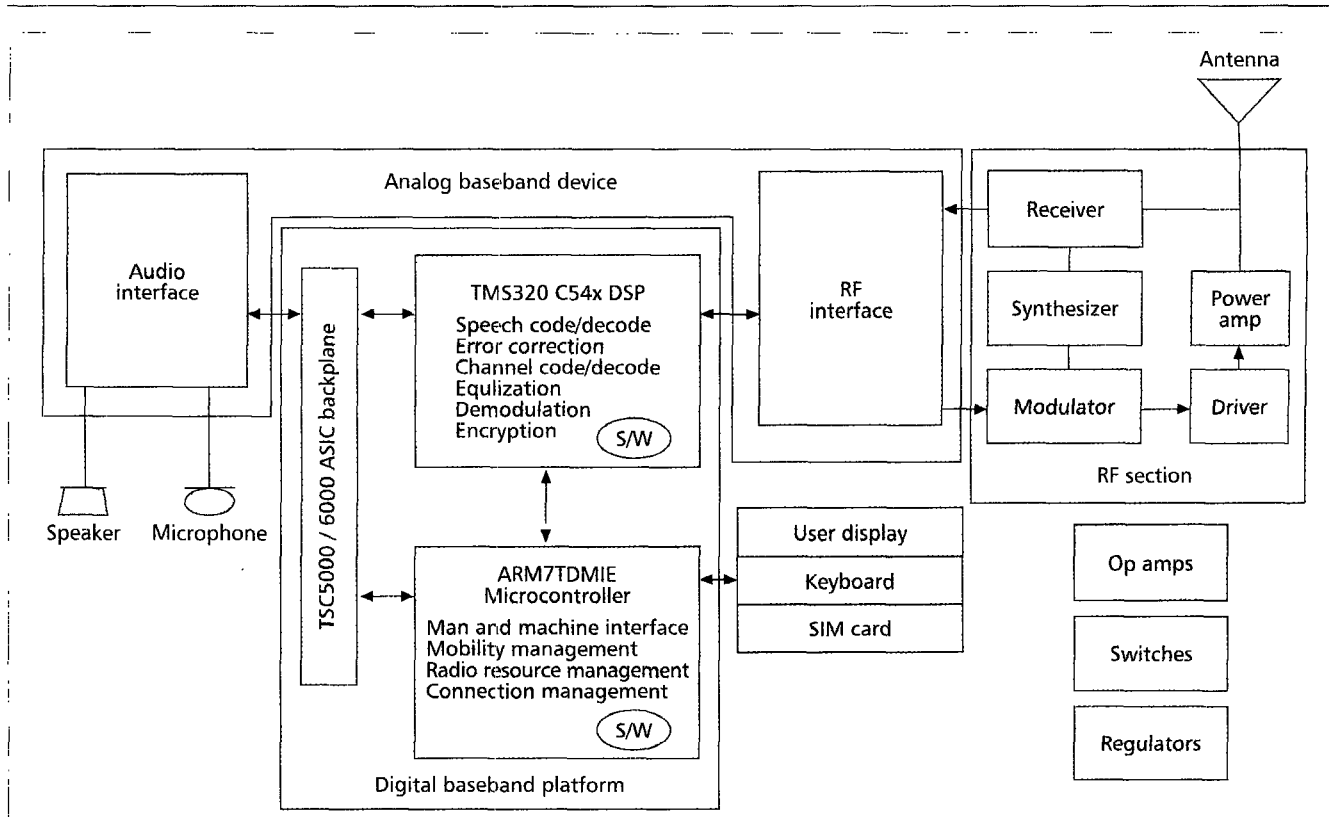 Antenna
Analog baseband device
Audio
interface
TSC5000 / 6000 ASIC backplane
TMS320 C54x DSP
Speech code/decode
Error correction
Channel code/decode
Equlization
Demodulation
Encryption
S/W
RF
interface
Receiver
Synthesizer
Power
amp
Modulator
Driver
RF section
Speaker
Microphone
ARM7TDMIE
Microcontroller
Man and machine interface
Mobility management
Radio resource management
Connection management
S/W
Digital baseband platform
User display
Keyboard
SIM card
Op amps
Switches
Regulators